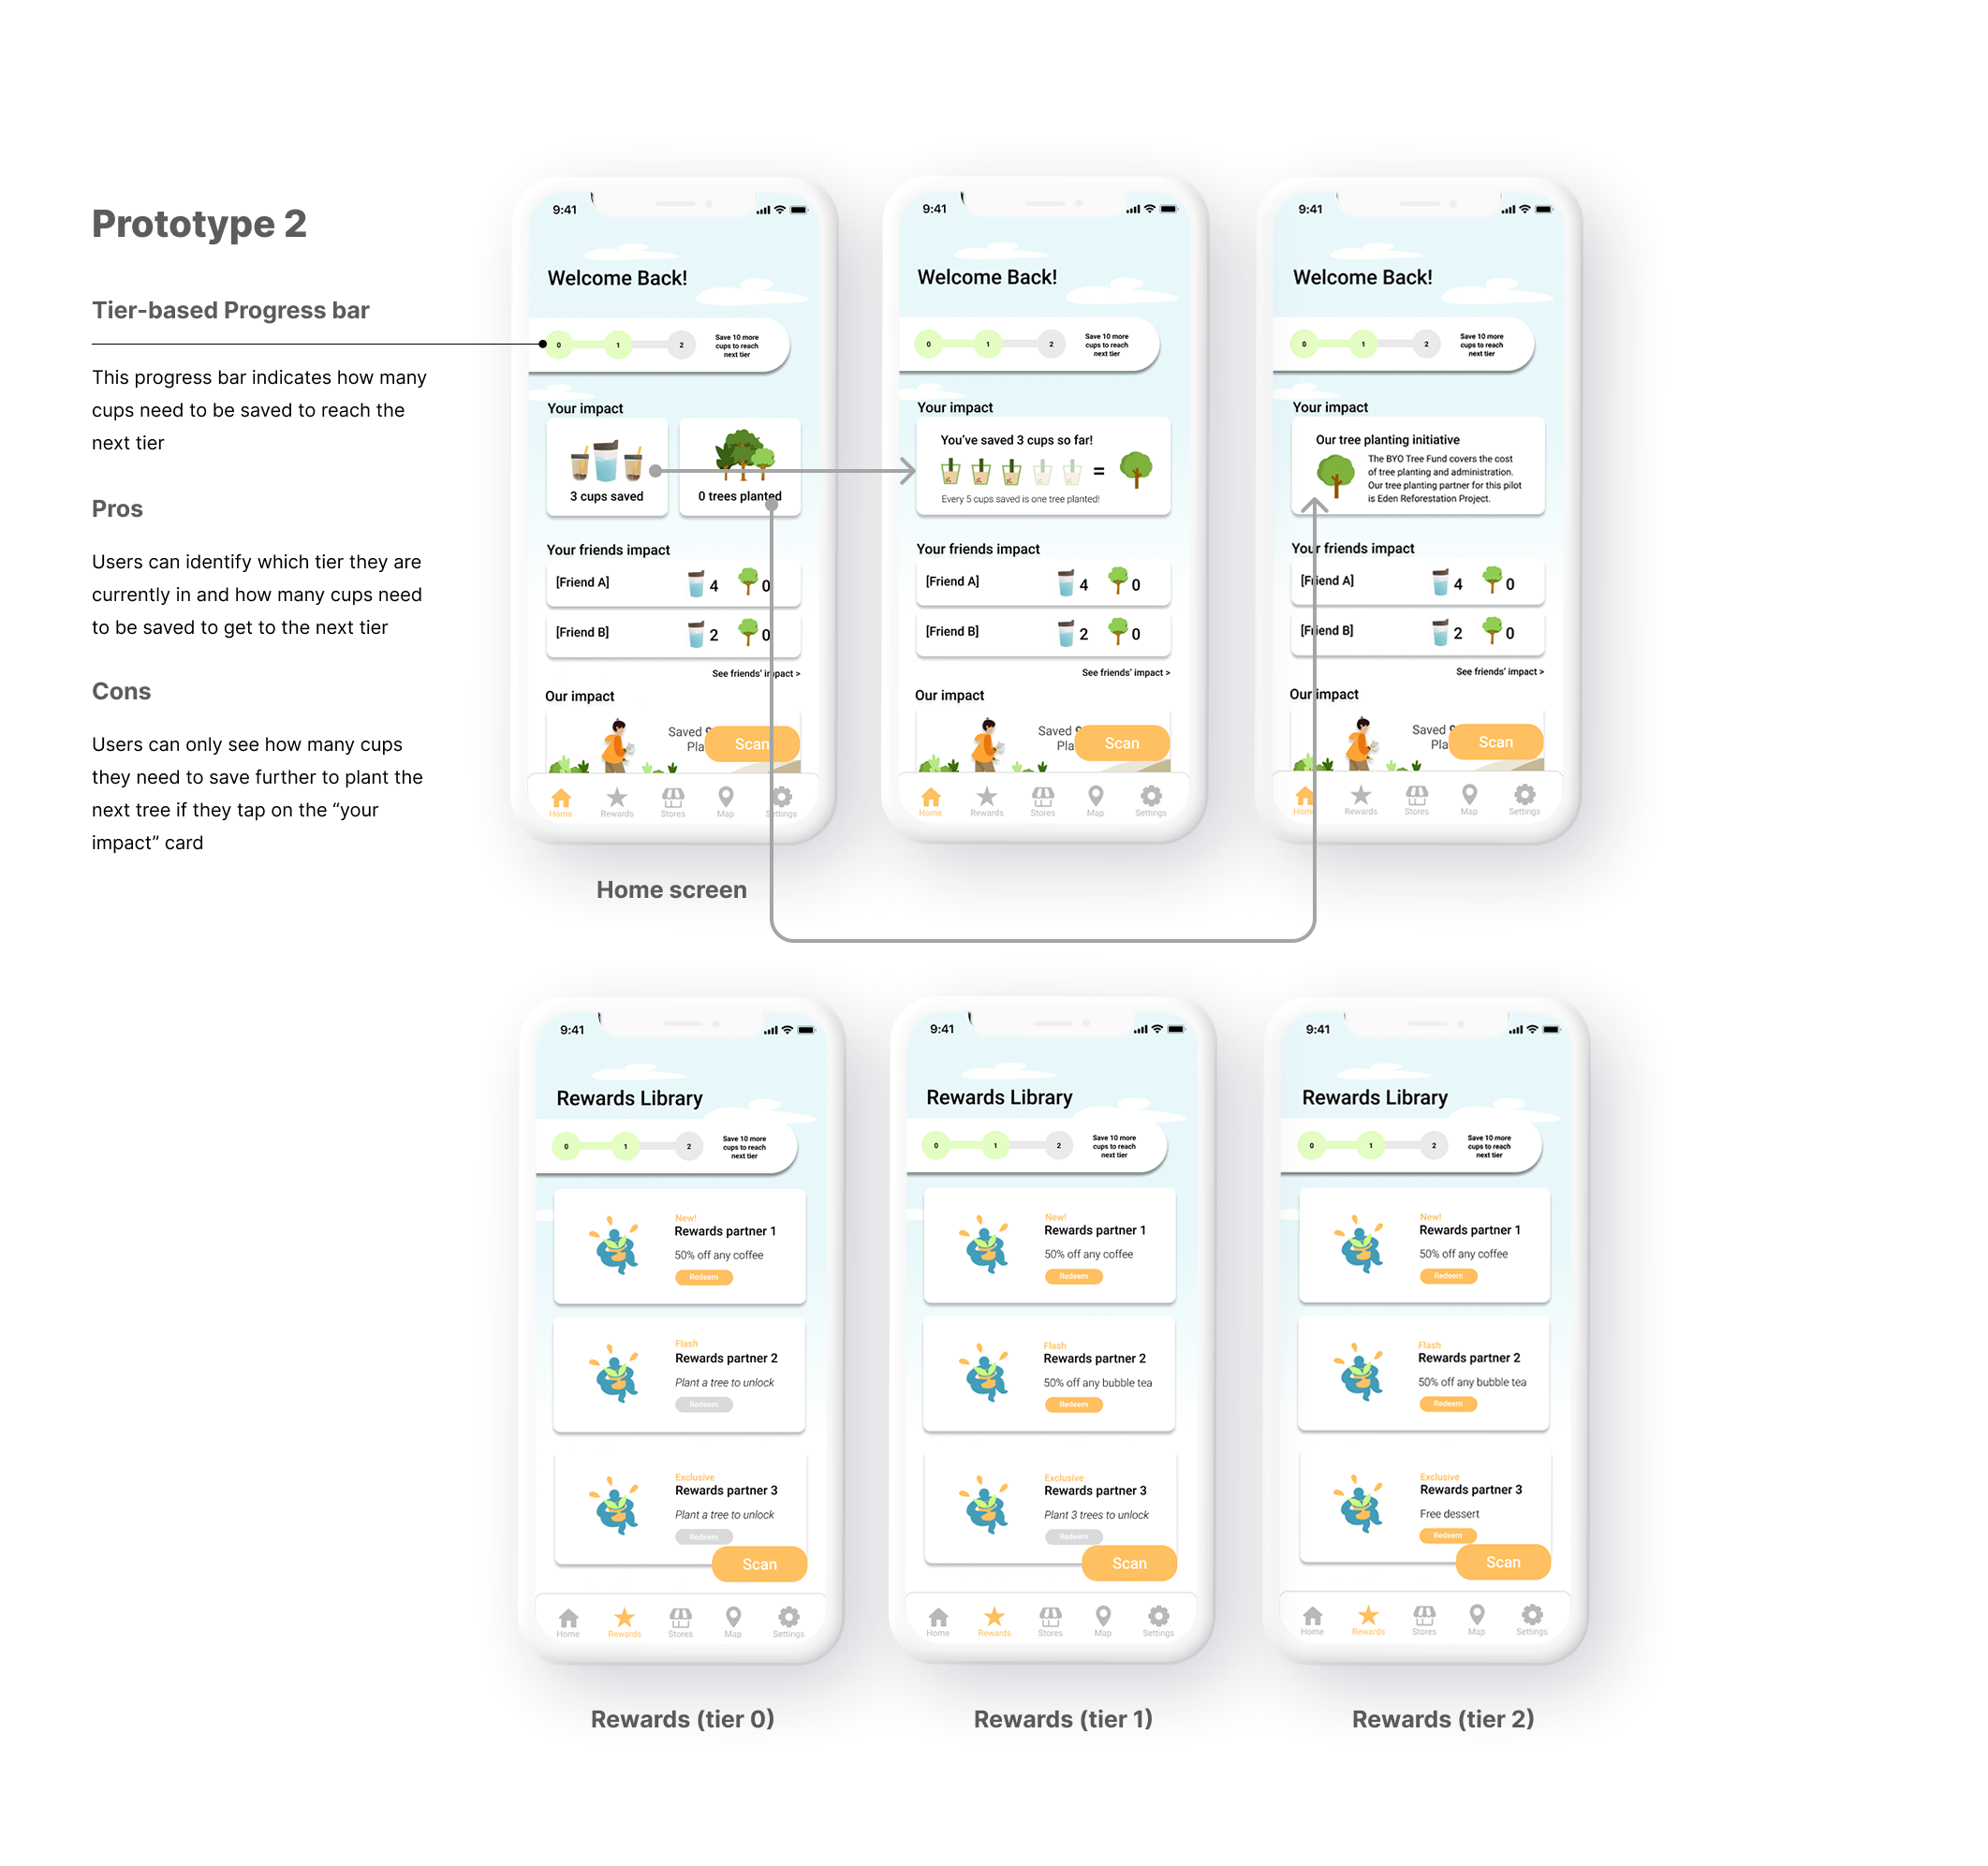 Prototype 2
Tier-based Progress bar
This progress bar indicates how many
cups need to be saved to reach the
next tier
Pros
Users can identify which tier they are
currently in and how many cups need
to be saved to get to the next tier
Cons
Users can only see how many cups
they need to save further to plant the
next tree if they tap on the “your
impact” card
9:41
Welcome Back!
0 1 2
Save 10 more
cups to reach
next tier
Your impact
3 cups saved
0 trees planted
Your friends impact
[Friend A] 4 0
[Friend B] 2 0
See friends’ impact >
Our impact
Saved 9
Pla
Scan
Home Rewards Stores Map Settings
9:41
Welcome Back!
0 1 2
Save 10 more
cups to reach
next tier
Your impact
You’ve saved 3 cups so far!
=
Every 5 cups saved is one tree planted!
Your friends impact
[Friend A] 4 0
[Friend B] 2 0
See friends’ impact >
Our impact
Saved 9
Pla
Scan
Home Rewards Stores Map Settings
9:41
Welcome Back!
0 1 2
Save 10 more
cups to reach
next tier
Your impact
Our tree planting initiative
The BYO Tree Fund covers the cost
of tree planting and administration.
Our tree planting partner for this pilot
is Eden Reforestation Project.
Your friends impact
[Friend A] 4 0
[Friend B] 2 0
See friends’ impact >
Our impact
Saved 9
Pla
Scan
Home Rewards Stores Map Settings
Home screen
9:41
Rewards Library
0 1 2
Save 10 more
cups to reach
next tier
New!
Rewards partner 1
50% off any coffee
Redeem
Flash
Rewards partner 2
Plant a tree to unlock
Redeem
Exclusive
Rewards partner 3
Plant a tree to unlock
Redeem
Scan
Home Rewards Stores Map Settings
Rewards (tier 0)
9:41
Rewards Library
0 1 2
Save 10 more
cups to reach
next tier
New!
Rewards partner 1
50% off any coffee
Redeem
Flash
Rewards partner 2
50% off any bubble tea
Redeem
Exclusive
Rewards partner 3
Plant 3 trees to unlock
Redeem
Scan
Home Rewards Stores Map Settings
Rewards (tier 1)
9:41
Rewards Library
0 1 2
Save 10 more
cups to reach
next tier
New!
Rewards partner 1
50% off any coffee
Redeem
Flash
Rewards partner 2
50% off any bubble tea
Redeem
Exclusive
Rewards partner 3
Free dessert
Redeem
Scan
Home Rewards Stores Map Settings
Rewards (tier 2)